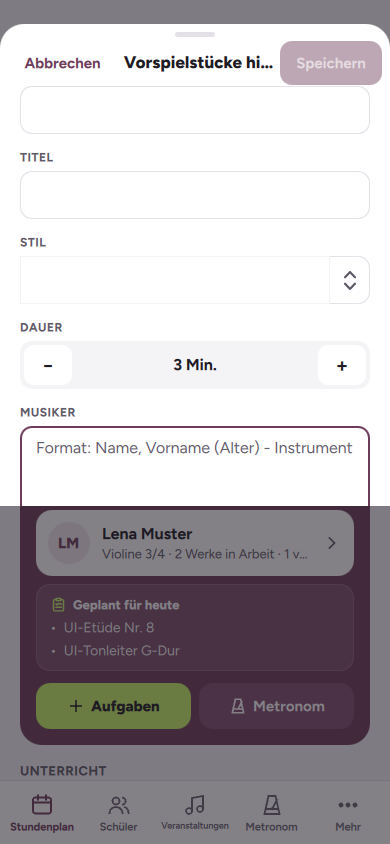 Abbrechen
Vorspielstücke hi...
Speichern
TITEL
STIL
DAUER
–
3 Min.
+
MUSIKER
Format: Name, Vorname (Alter) - Instrument
LM
Lena Muster
Violine 3/4 · 2 Werke in Arbeit · 1 v...
Geplant für heute
• UI-Etüde Nr. 8
• UI-Tonleiter G-Dur
+ Aufgaben
Metronom
UNTERRICHT
Stundenplan
Schüler
Veranstaltungen
Metronom
Mehr